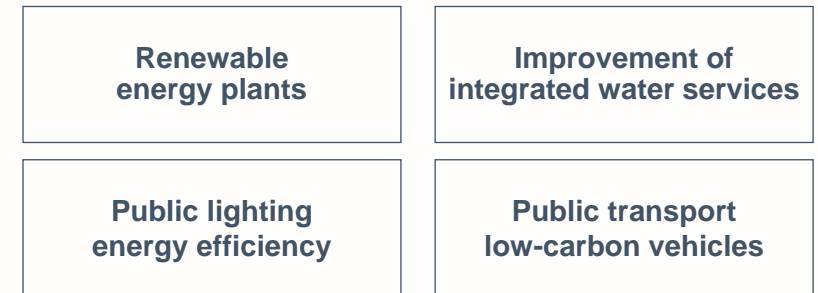 Renewable
energy plants
Improvement of
integrated water services
Public lighting
energy efficiency
Public transport
low-carbon vehicles